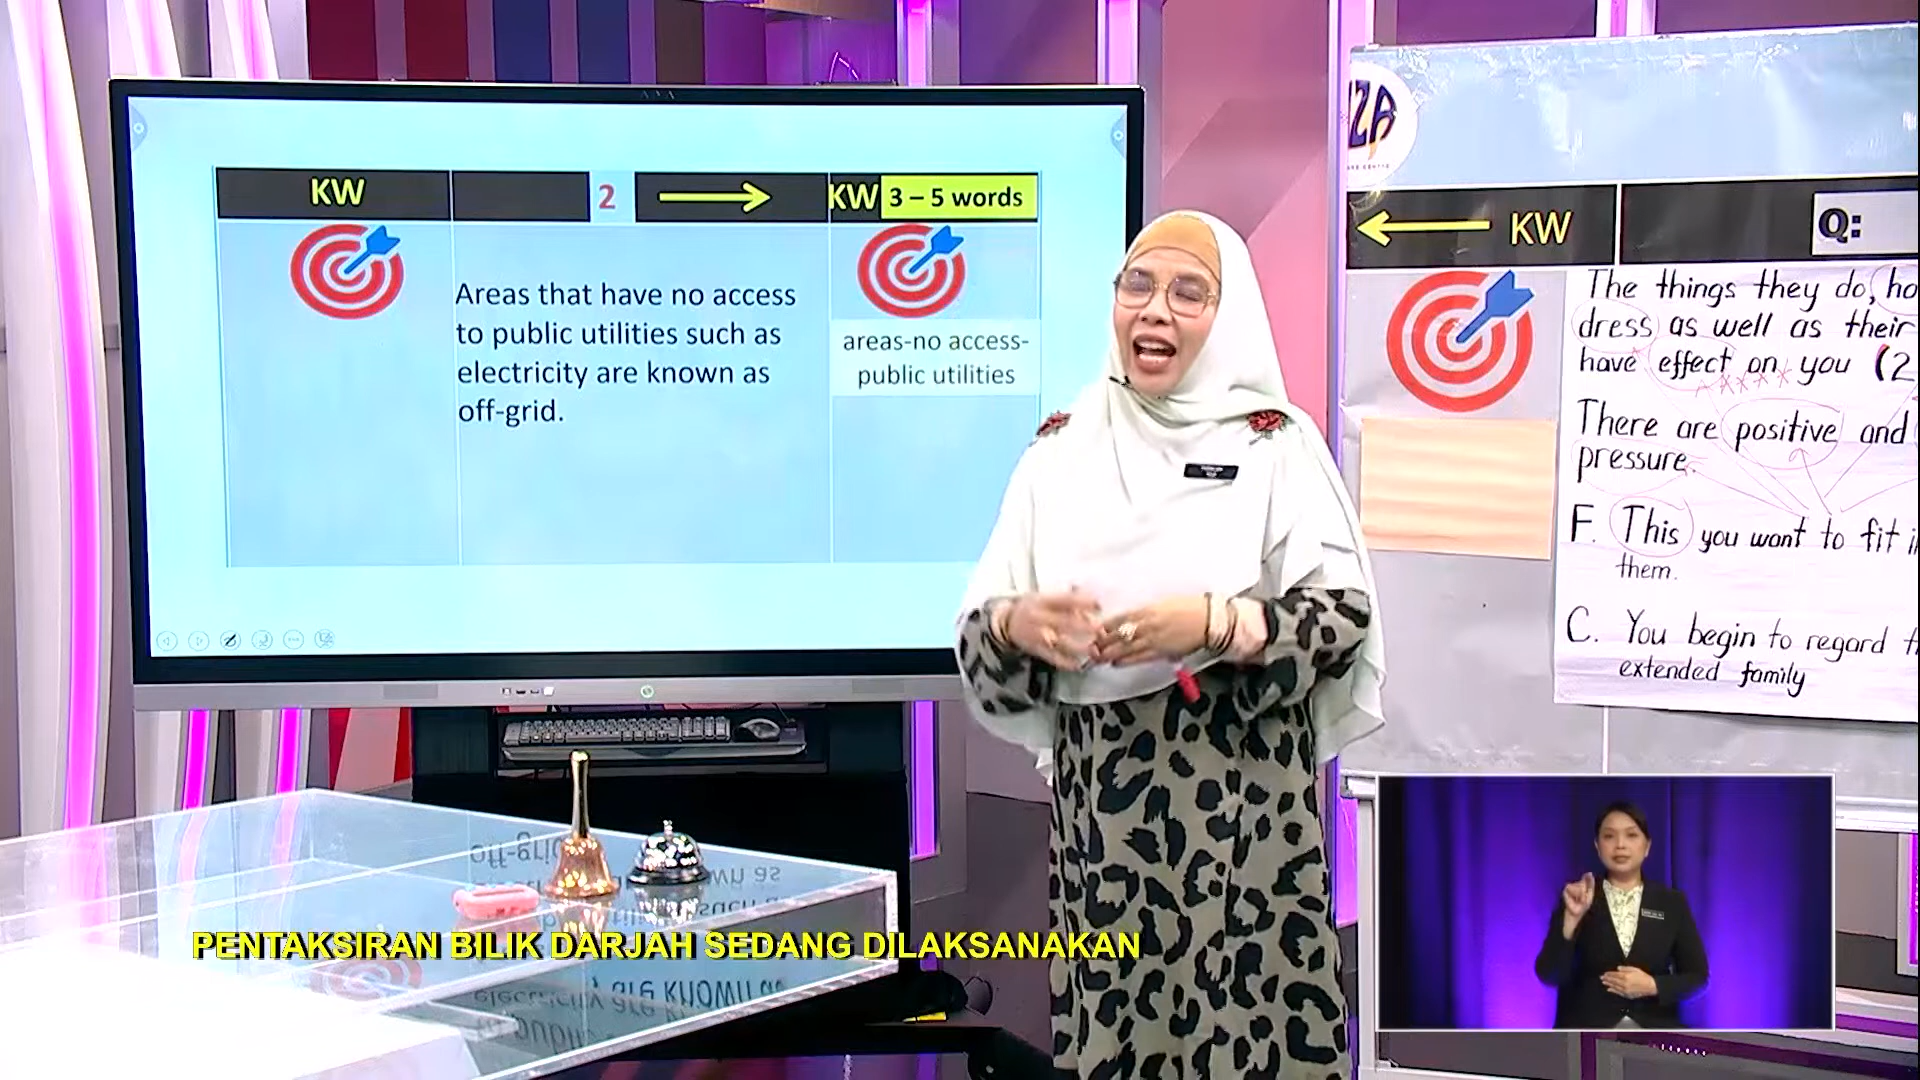 KW
2
KW
3 – 5 words
Areas that have no access
to public utilities such as
electricity are known as
off-grid.
areas-no access-
public utilities
KW
Q:
The things they do, ho
dress as well as their
have effect on you (2
There are positive and
pressure.
F. This you want to fit i
them.
C. You begin to regard t
extended family
PENTAKSIRAN BILIK DARJAH SEDANG DILAKSANAKAN